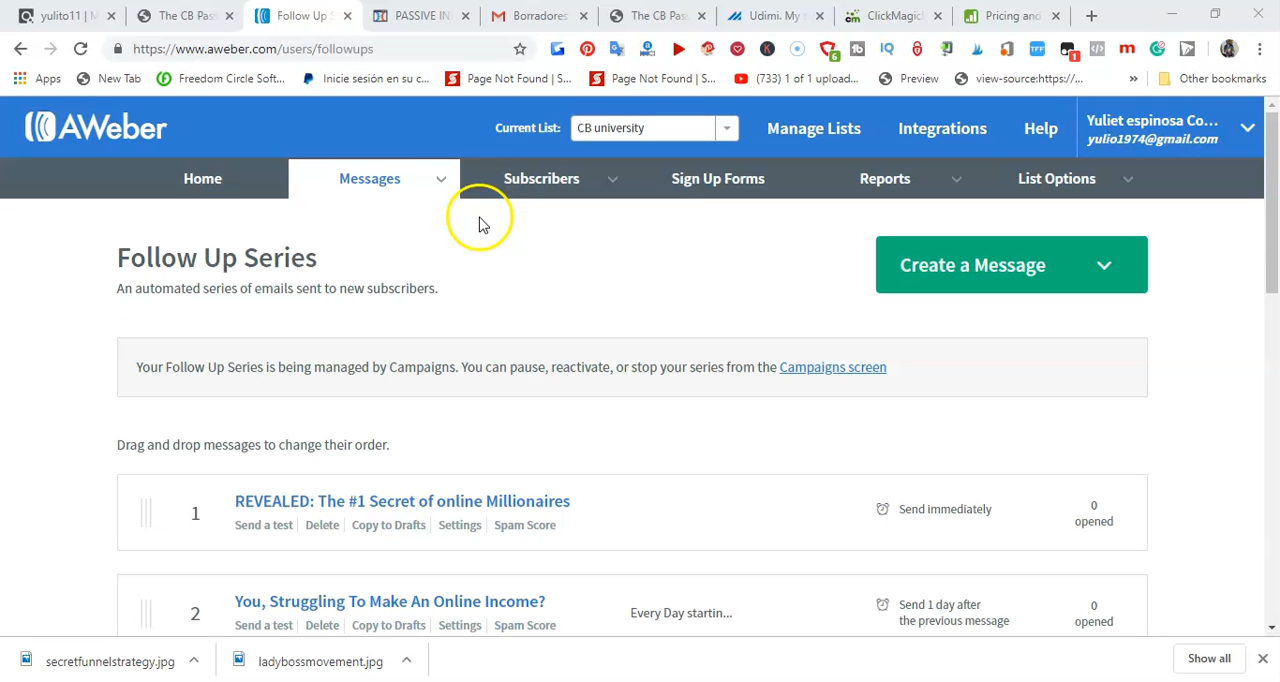 yulito11 | M
The CB Pas
Follow Up S
PASSIVE IN
Borradores
The CB Pas
Udimi. My s
ClickMagick
Pricing and
https://www.aweber.com/users/followups
Apps
New Tab
Freedom Circle Soft...
Inicie sesión en su c...
Page Not Found | S...
Page Not Found | S...
(733) 1 of 1 upload...
Preview
view-source:https://...
»
Other bookmarks
AWeber
Current List:
CB university
Manage Lists
Integrations
Help
Yuliet espinosa Co...
yulio1974@gmail.com
Home
Messages
Subscribers
Sign Up Forms
Reports
List Options
Follow Up Series
An automated series of emails sent to new subscribers.
Create a Message
Your Follow Up Series is being managed by Campaigns. You can pause, reactivate, or stop your series from the Campaigns screen
Drag and drop messages to change their order.
1
REVEALED: The #1 Secret of online Millionaires
Send a test | Delete | Copy to Drafts | Settings | Spam Score
Send immediately
0
opened
2
You, Struggling To Make An Online Income?
Send a test | Delete | Copy to Drafts | Settings | Spam Score
Every Day startin...
Send 1 day after
the previous message
0
opened
secretfunnelstrategy.jpg
ladybossmovement.jpg
Show all